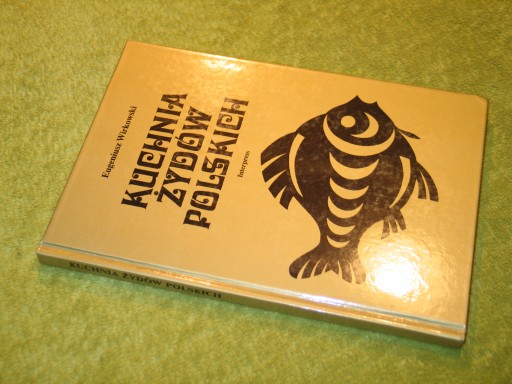 Eugeniusz Wirkowski
KUCHNIA
ŻYDÓW
POLSKICH
Interpress
KUCHNIA ŻYDÓW POLSKICH